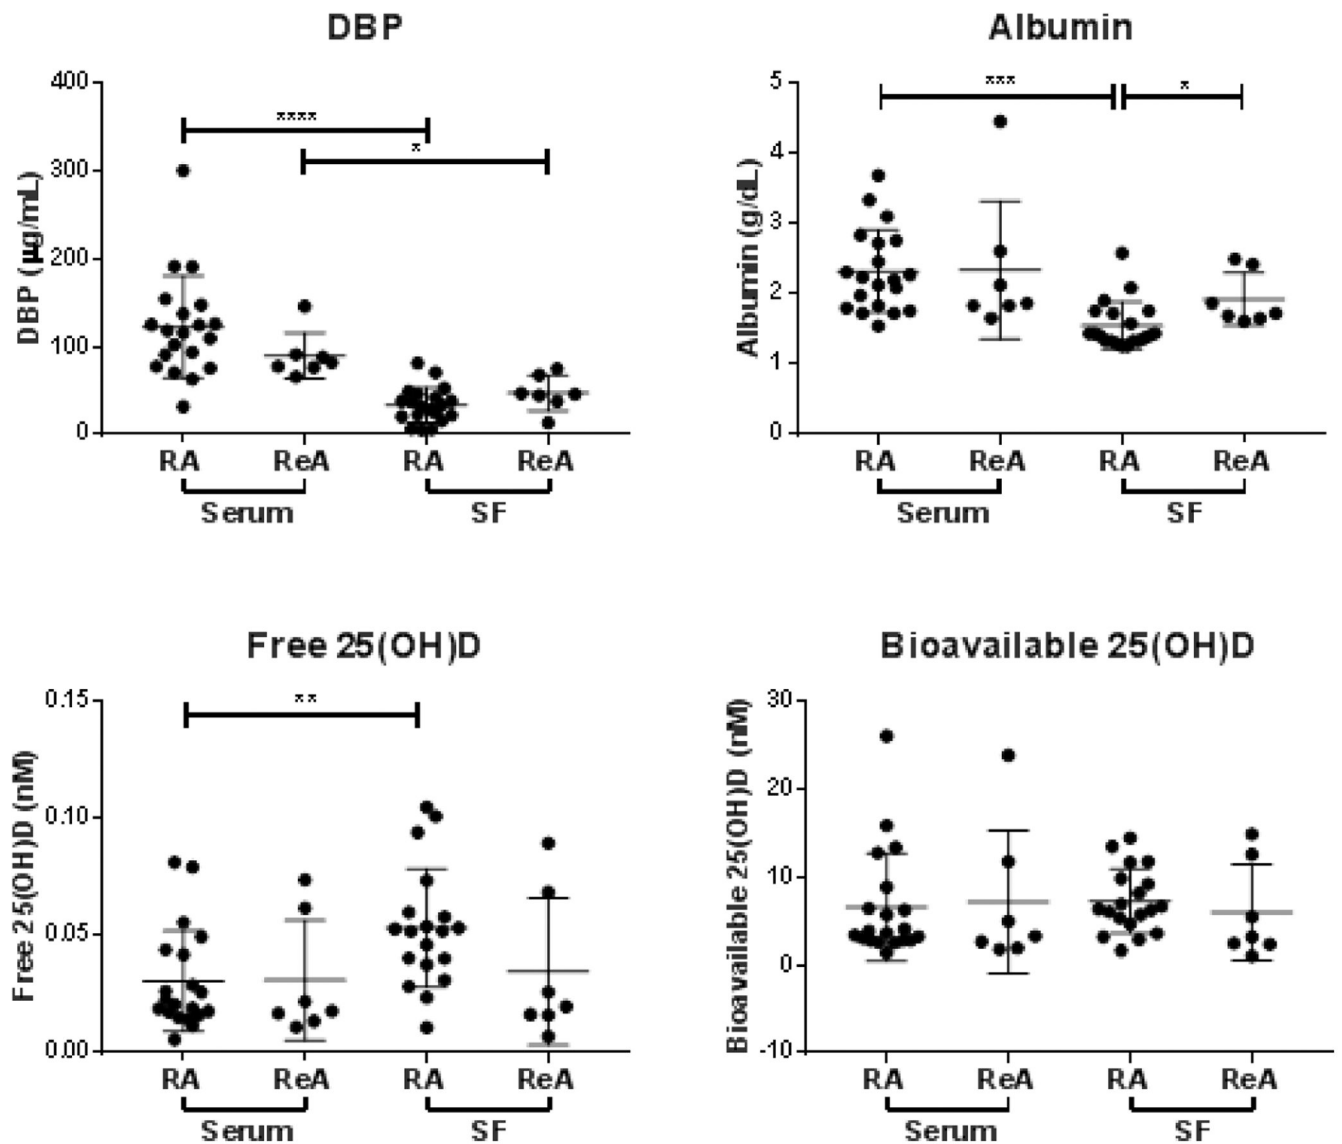 DBP
400
300
200
100
0
DBP (µg/mL)
****
*
RA ReA RA ReA
Serum SF
Albumin
5
4
3
2
1
0
Albumin (g/dL)
***
*
RA ReA RA ReA
Serum SF
Free 25(OH)D
0.15
0.10
0.05
0.00
Free 25(OH)D (nM)
**
RA ReA RA ReA
Serum SF
Bioavailable 25(OH)D
30
20
10
0
-10
Bioavailable 25(OH)D (nM)
RA ReA RA ReA
Serum SF